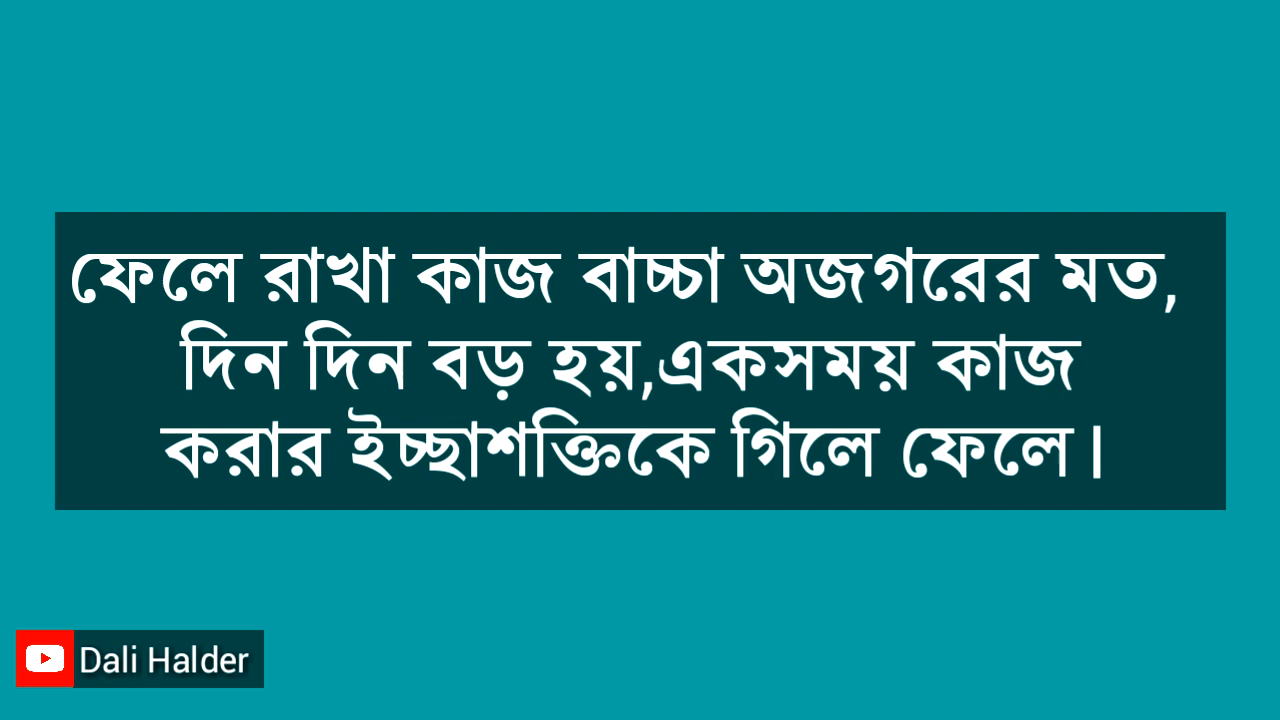 ফেলে রাখা কাজ বাচ্চা অজগরের মত,
দিন দিন বড় হয়,একসময় কাজ
করার ইচ্ছাশক্তিকে গিলে ফেলে।
Dali Halder